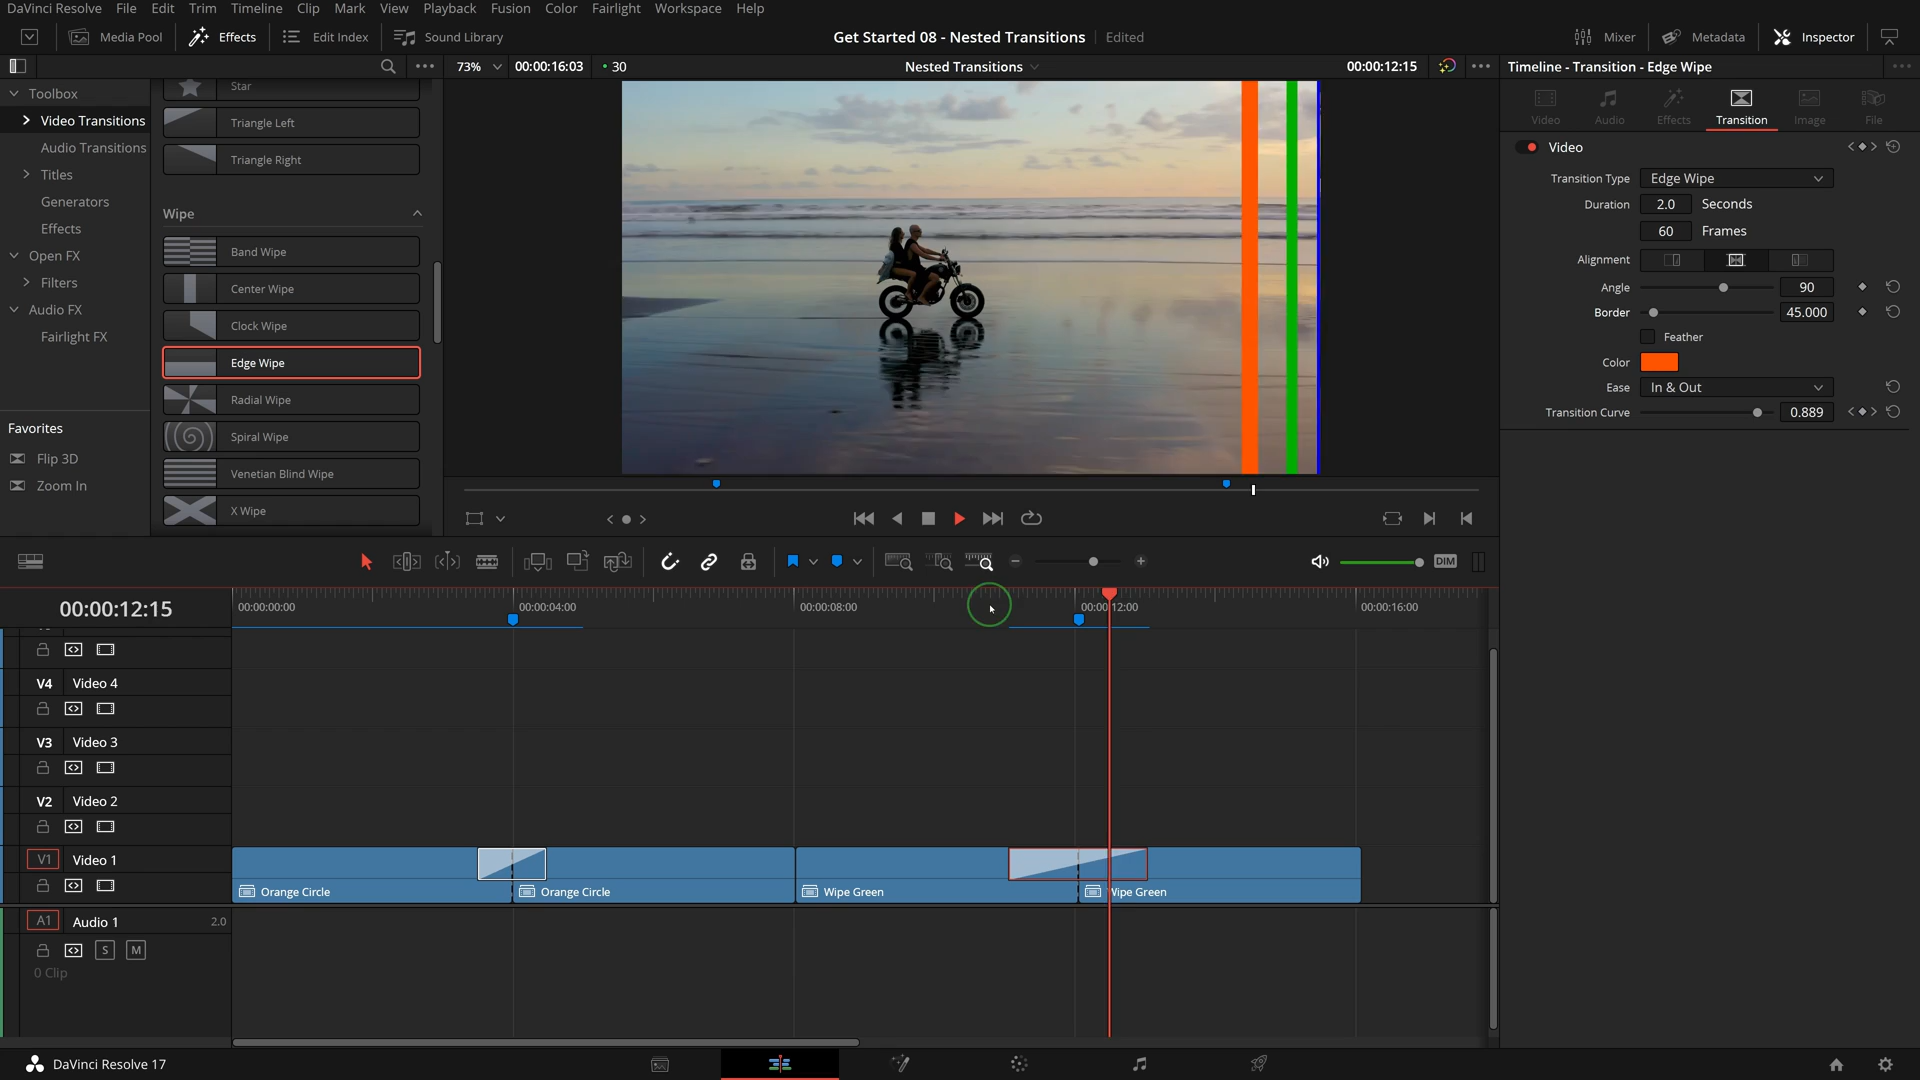 DaVinci Resolve File Edit Trim Timeline Clip Mark View Playback Fusion Color Fairlight Workspace Help
Media Pool Effects Edit Index Sound Library Get Started 08 - Nested Transitions Edited Mixer Metadata Inspector
73% 00:00:16:03 30 Nested Transitions 00:00:12:15 Timeline - Transition - Edge Wipe
Toolbox
Video Transitions
Audio Transitions
Titles
Generators
Effects
Open FX
Filters
Audio FX
Fairlight FX
Favorites
Flip 3D
Zoom In
Star
Triangle Left
Triangle Right
Wipe
Band Wipe
Center Wipe
Clock Wipe
Edge Wipe
Radial Wipe
Spiral Wipe
Venetian Blind Wipe
X Wipe
Video Audio Effects Transition Image File
Video
Transition Type Edge Wipe
Duration 2.0 Seconds
60 Frames
Alignment
Angle 90
Border 45.000
Feather
Color
Ease In & Out
Transition Curve 0.889
DIM
00:00:12:15 00:00:00:00 00:00:04:00 00:00:08:00 00:00:12:00 00:00:16:00
V4 Video 4
V3 Video 3
V2 Video 2
V1 Video 1
Orange Circle Orange Circle Wipe Green Wipe Green
A1 Audio 1 2.0
S M
0 Clip
DaVinci Resolve 17